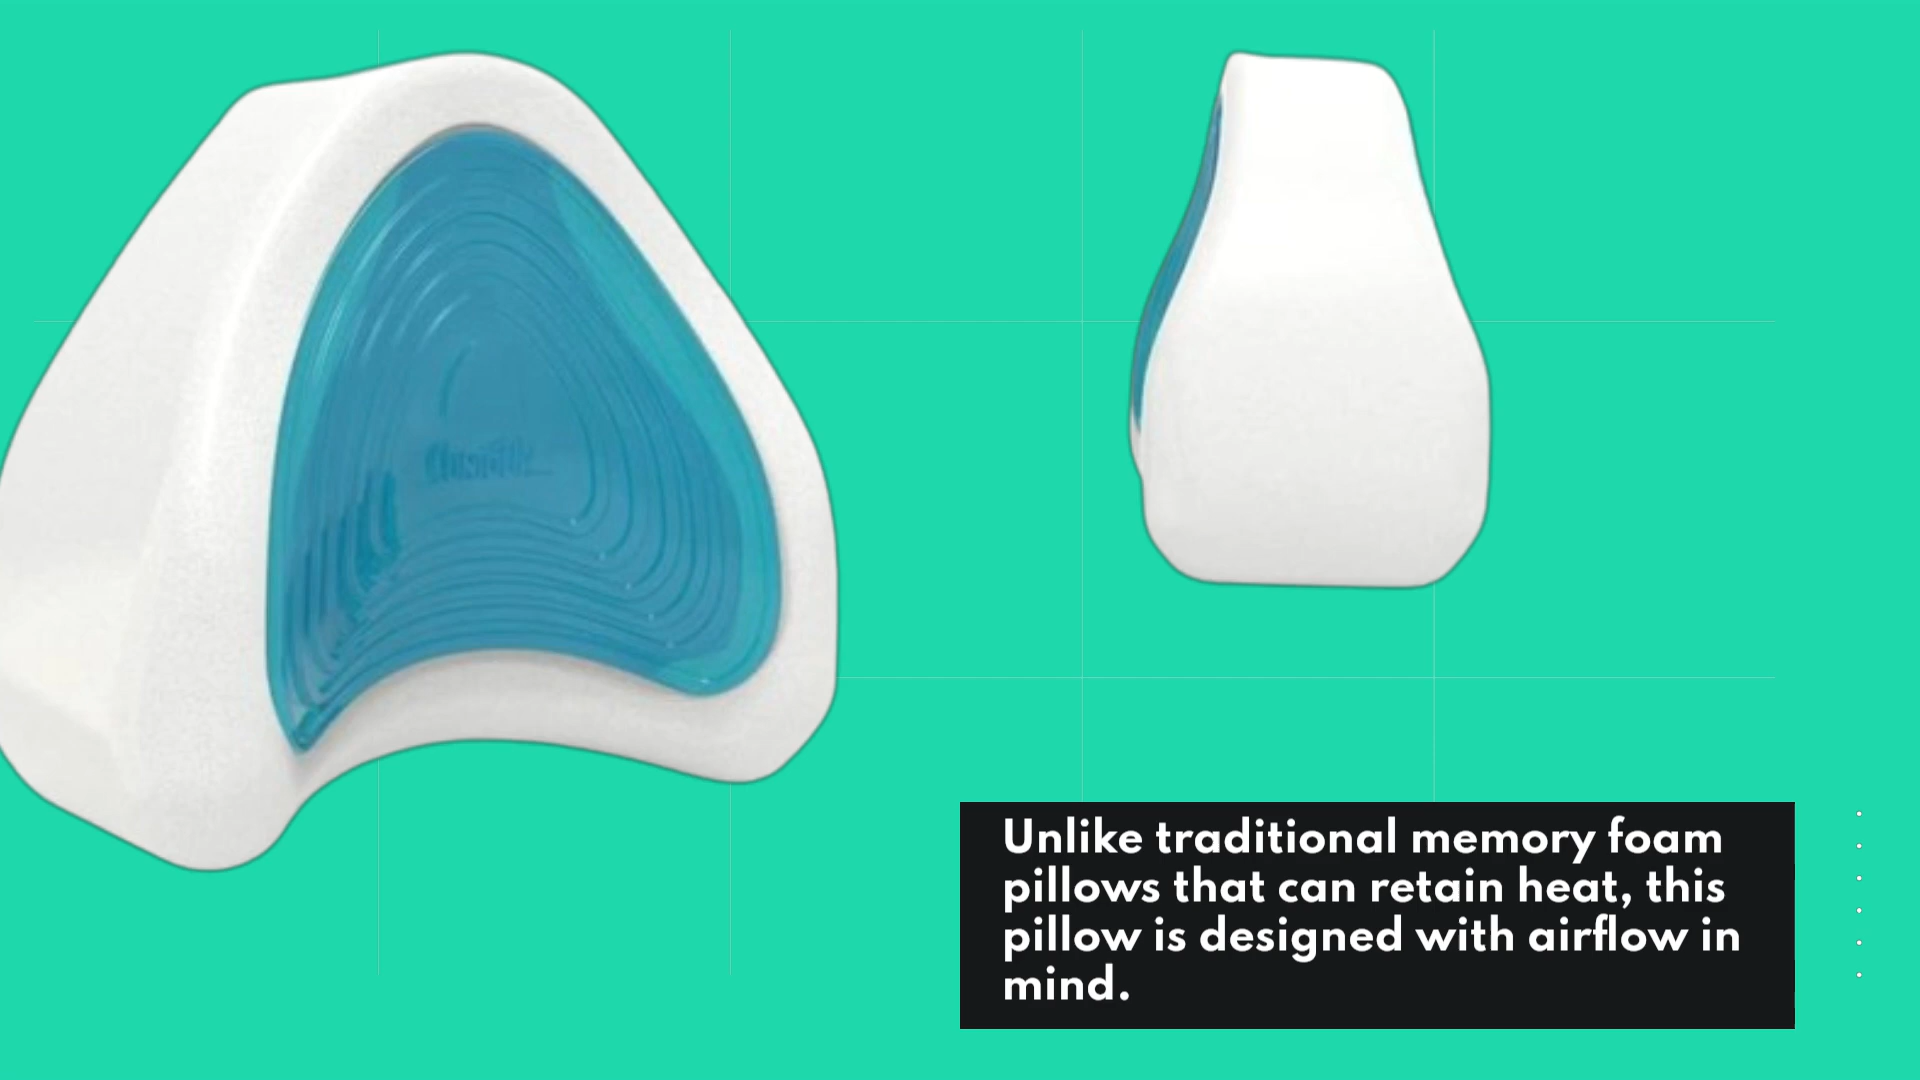 Unlike traditional memory foam
pillows that can retain heat, this
pillow is designed with airflow in
mind.